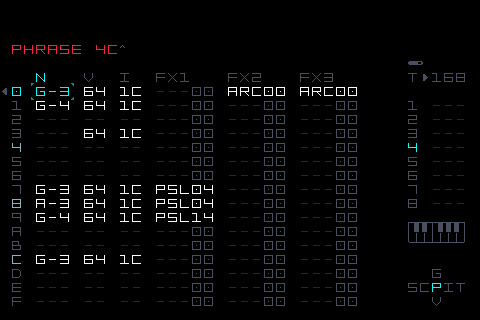 PHRASE 4C^
N V I FX1 FX2 FX3 T 168
0 G-3 64 1C --- 00 ARC 00 ARC 00
1 G-4 64 1C --- 00 --- 00 --- 00 1 ---
2 --- -- -- --- 00 --- 00 --- 00 2 ---
3 --- 64 1C --- 00 --- 00 --- 00 3 ---
4 --- -- -- --- 00 --- 00 --- 00 4 ---
5 --- -- -- --- 00 --- 00 --- 00 5 ---
6 --- -- -- --- 00 --- 00 --- 00 6 ---
7 G-3 64 1C PSL04 --- 00 --- 00 7 ---
8 A-3 64 1C PSL04 --- 00 --- 00 8 ---
9 G-4 64 1C PSL14 --- 00 --- 00
A --- -- -- --- 00 --- 00 --- 00
B --- -- -- --- 00 --- 00 --- 00
C G-3 64 1C --- 00 --- 00 --- 00
D --- -- -- --- 00 --- 00 --- 00 G
E --- -- -- --- 00 --- 00 --- 00 SCPIT
F --- -- -- --- 00 --- 00 --- 00 V